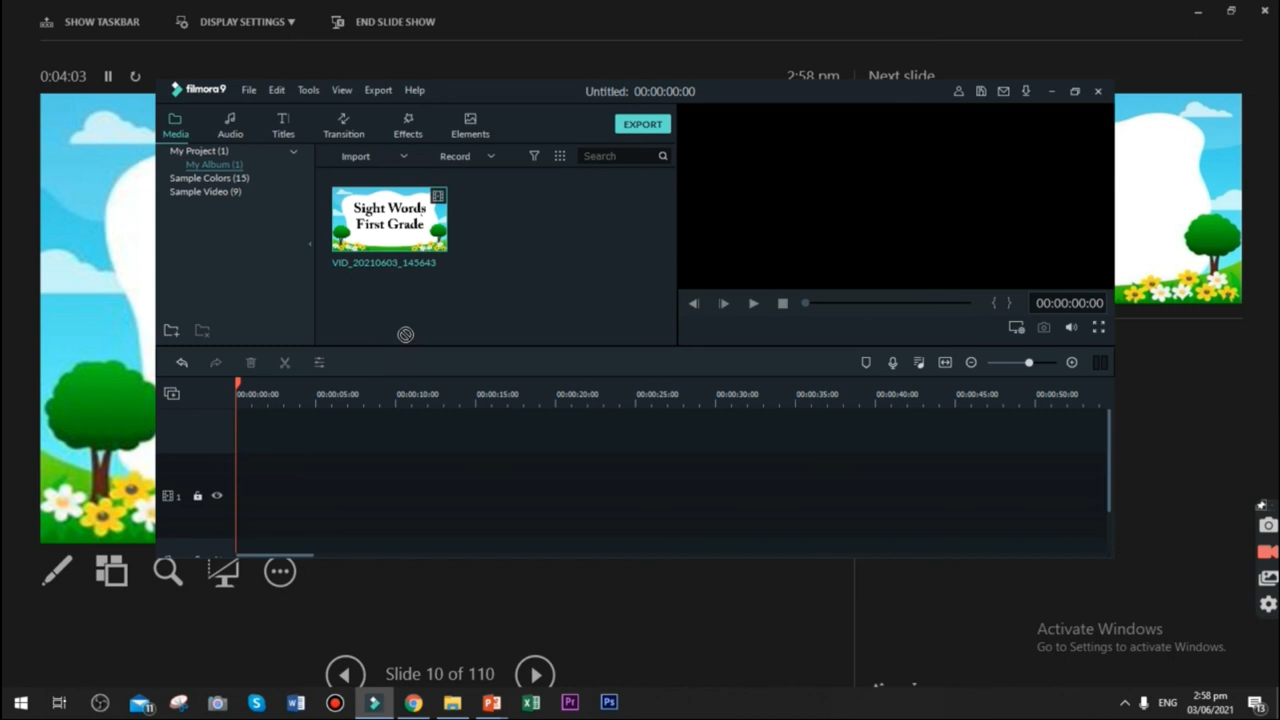 SHOW TASKBAR
DISPLAY SETTINGS ▼
END SLIDE SHOW
0:04:03
2:58 pm
Next slide
filmora9
File
Edit
Tools
View
Export
Help
Untitled: 00:00:00:00
Media
Audio
Titles
Transition
Effects
Elements
EXPORT
My Project (1)
My Album (1)
Sample Colors (15)
Sample Video (9)
Import
Record
Search
Sight Words
First Grade
VID_20210603_145643
00:00:00:00
00:00:00:00
00:00:05:00
00:00:10:00
00:00:15:00
00:00:20:00
00:00:25:00
00:00:30:00
00:00:35:00
00:00:40:00
00:00:45:00
00:00:50:00
1
Activate Windows
Go to Settings to activate Windows.
Slide 10 of 110
11
W
P
X
Pr
Ps
ENG
2:58 pm
03/06/2021
13